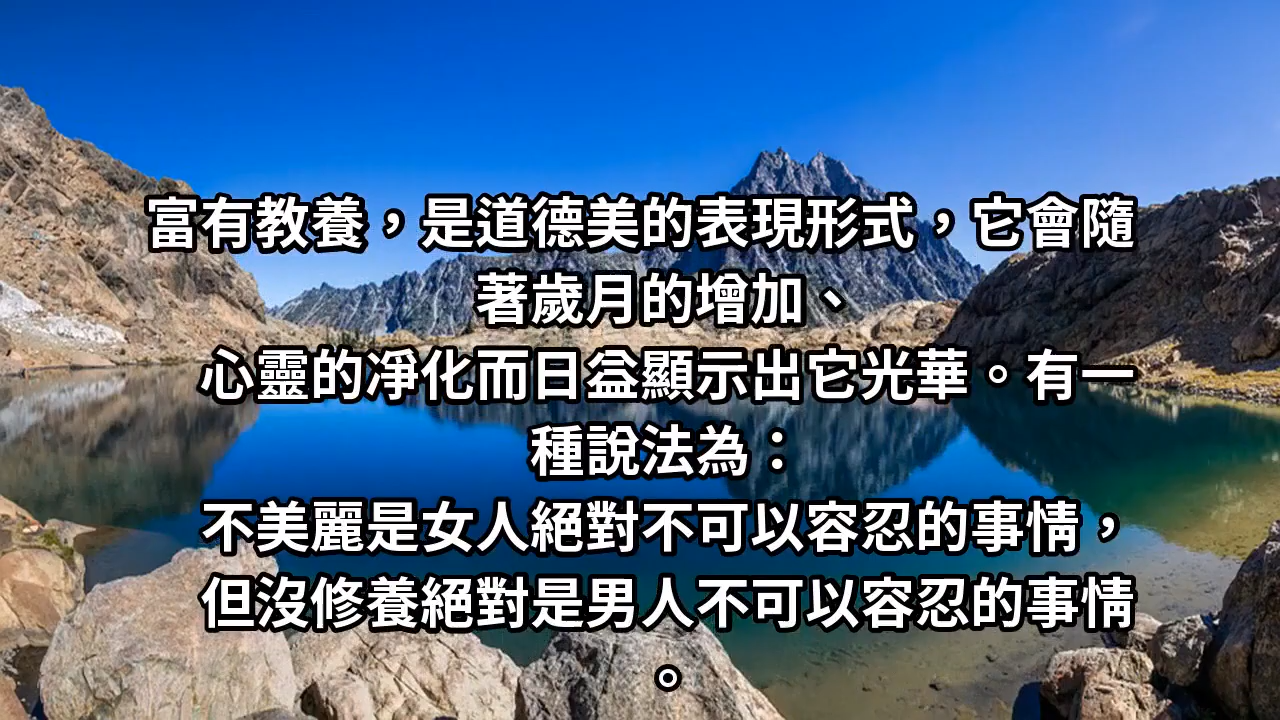 富有教養，是道德美的表現形式，它會隨
著歲月的增加、
心靈的凈化而日益顯示出它光華。有一
種說法為：
不美麗是女人絕對不可以容忍的事情，
但沒修養絕對是男人不可以容忍的事情
。